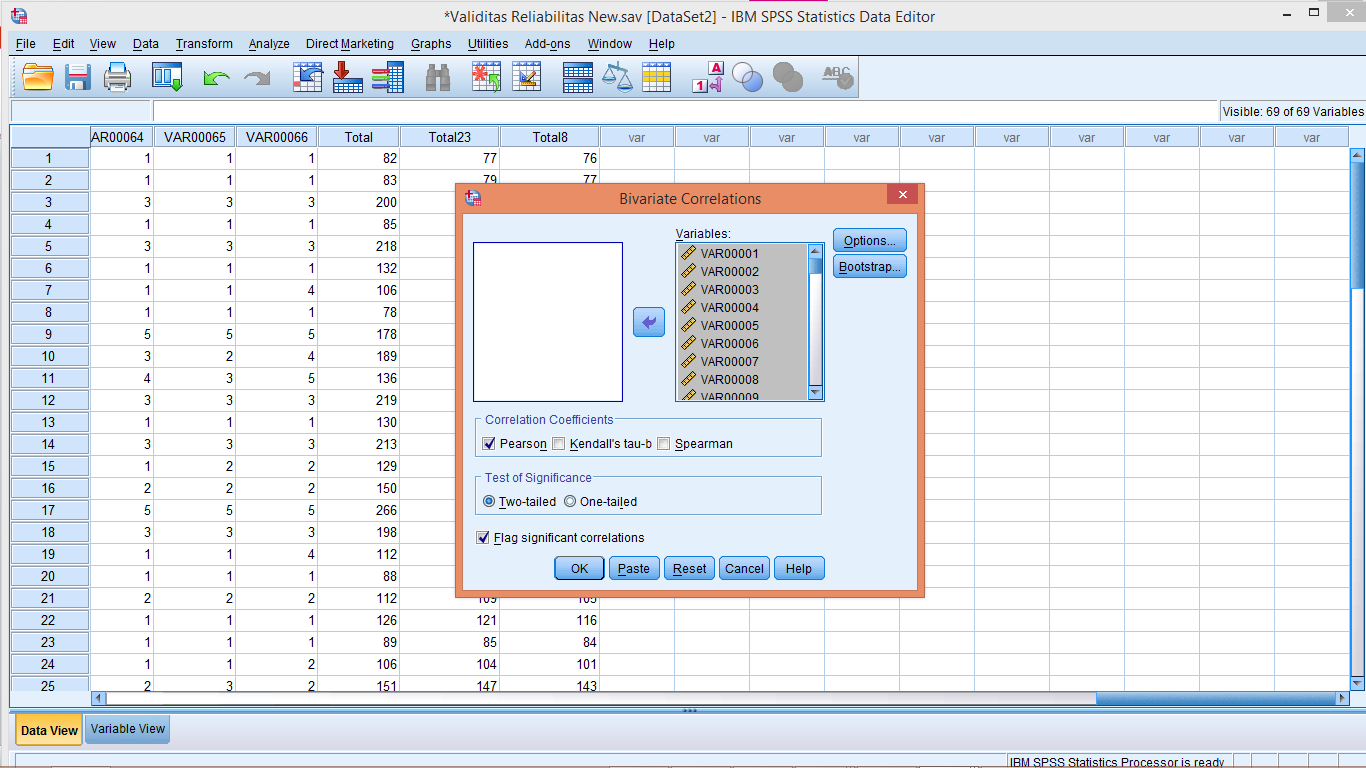 *Validitas Reliabilitas New.sav [DataSet2] - IBM SPSS Statistics Data Editor
File Edit View Data Transform Analyze Direct Marketing Graphs Utilities Add-ons Window Help
Visible: 69 of 69 Variables
AR00064 VAR00065 VAR00066 Total Total23 Total8 var var var var var var var var var var
1 1 1 1 82 77 76
2 1 1 1 83 79 77
3 3 3 3 200
4 1 1 1 85
5 3 3 3 218
6 1 1 1 132
7 1 1 4 106
8 1 1 1 78
9 5 5 5 178
10 3 2 4 189
11 4 3 5 136
12 3 3 3 219
13 1 1 1 130
14 3 3 3 213
15 1 2 2 129
16 2 2 2 150
17 5 5 5 266
18 3 3 3 198
19 1 1 4 112
20 1 1 1 88
21 2 2 2 112 109 105
22 1 1 1 126 121 116
23 1 1 1 89 85 84
24 1 1 2 106 104 101
25 2 3 2 151 147 143
Bivariate Correlations
Variables:
VAR00001
VAR00002
VAR00003
VAR00004
VAR00005
VAR00006
VAR00007
VAR00008
VAR00009
Options...
Bootstrap...
Correlation Coefficients
Pearson Kendall's tau-b Spearman
Test of Significance
Two-tailed One-tailed
Flag significant correlations
OK Paste Reset Cancel Help
Data View Variable View
IBM SPSS Statistics Processor is ready